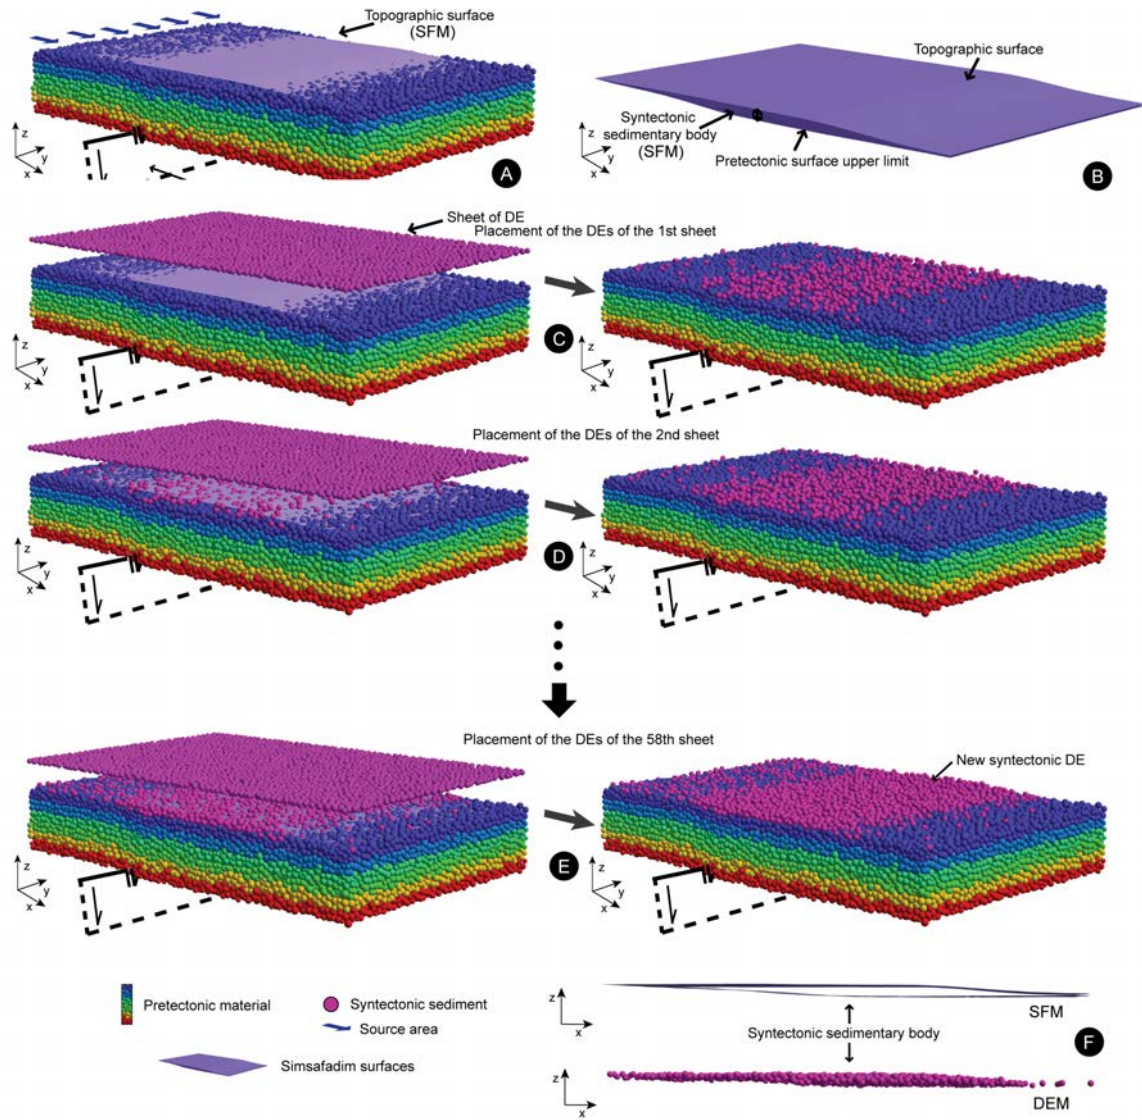 Topographic surface
(SFM)
z
y
x
A
Topographic surface
Syntectonic
sedimentary body
(SFM)
Pretectonic surface upper limit
B
Sheet of DE
Placement of the DEs of the 1st sheet
z
y
x
C
z
y
x
Placement of the DEs of the 2nd sheet
z
y
x
D
z
y
x
Placement of the DEs of the 58th sheet
New syntectonic DE
z
y
x
E
z
y
x
Pretectonic material
Syntectonic sediment
Source area
Simsafadim surfaces
z
x
SFM
Syntectonic sedimentary body
F
z
x
DEM